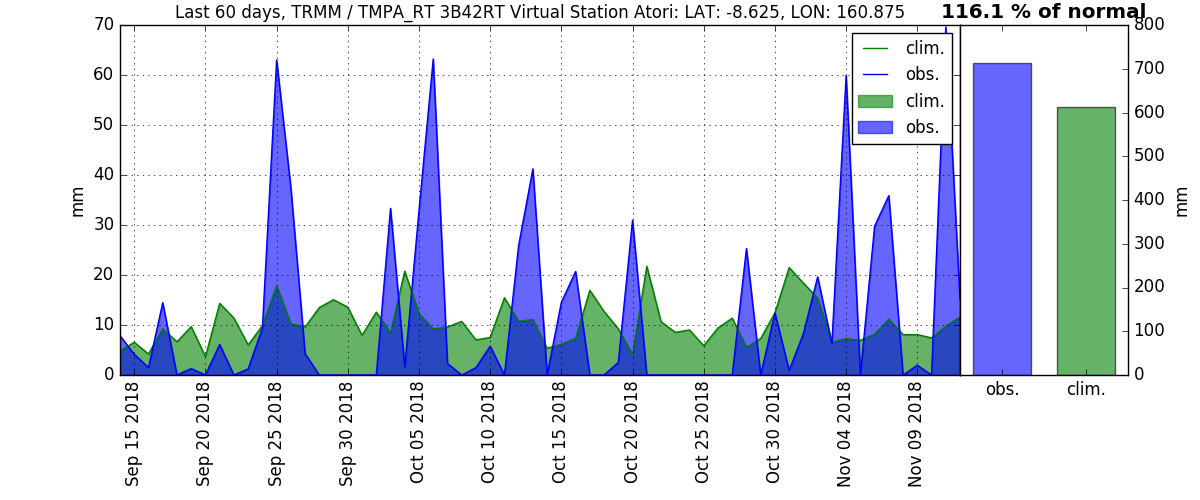 Last 60 days, TRMM / TMPA_RT 3B42RT Virtual Station Atori: LAT: -8.625, LON: 160.875
116.1 % of normal
70
60
50
40
30
20
10
0
mm
clim.
obs.
clim.
obs.
800
700
600
500
400
300
200
100
0
mm
Sep 15 2018
Sep 20 2018
Sep 25 2018
Sep 30 2018
Oct 05 2018
Oct 10 2018
Oct 15 2018
Oct 20 2018
Oct 25 2018
Oct 30 2018
Nov 04 2018
Nov 09 2018
obs.
clim.